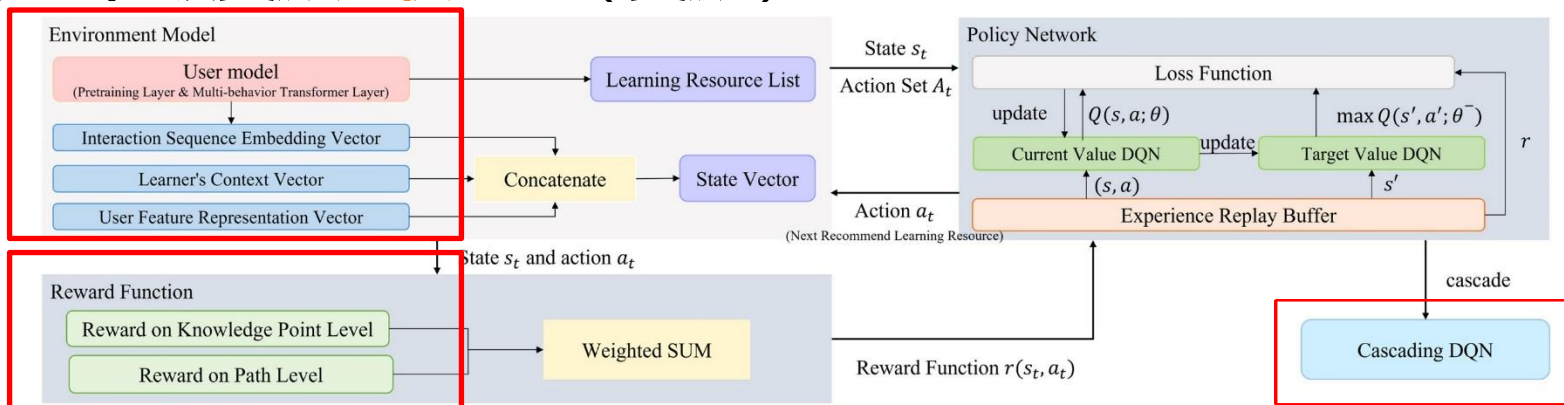 Environment Model
User model
(Pretraining Layer & Multi-behavior Transformer Layer)
Learning Resource List
Interaction Sequence Embedding Vector
Learner's Context Vector
User Feature Representation Vector
Concatenate
State Vector
State s_t
Action Set A_t
Action a_t
(Next Recommend Learning Resource)
Policy Network
Loss Function
update
Q(s, a; θ)
max Q(s′, a′; θ⁻)
r
Current Value DQN
update
Target Value DQN
(s, a)
s′
Experience Replay Buffer
State s_t and action a_t
Reward Function
Reward on Knowledge Point Level
Reward on Path Level
Weighted SUM
Reward Function r(s_t, a_t)
cascade
Cascading DQN